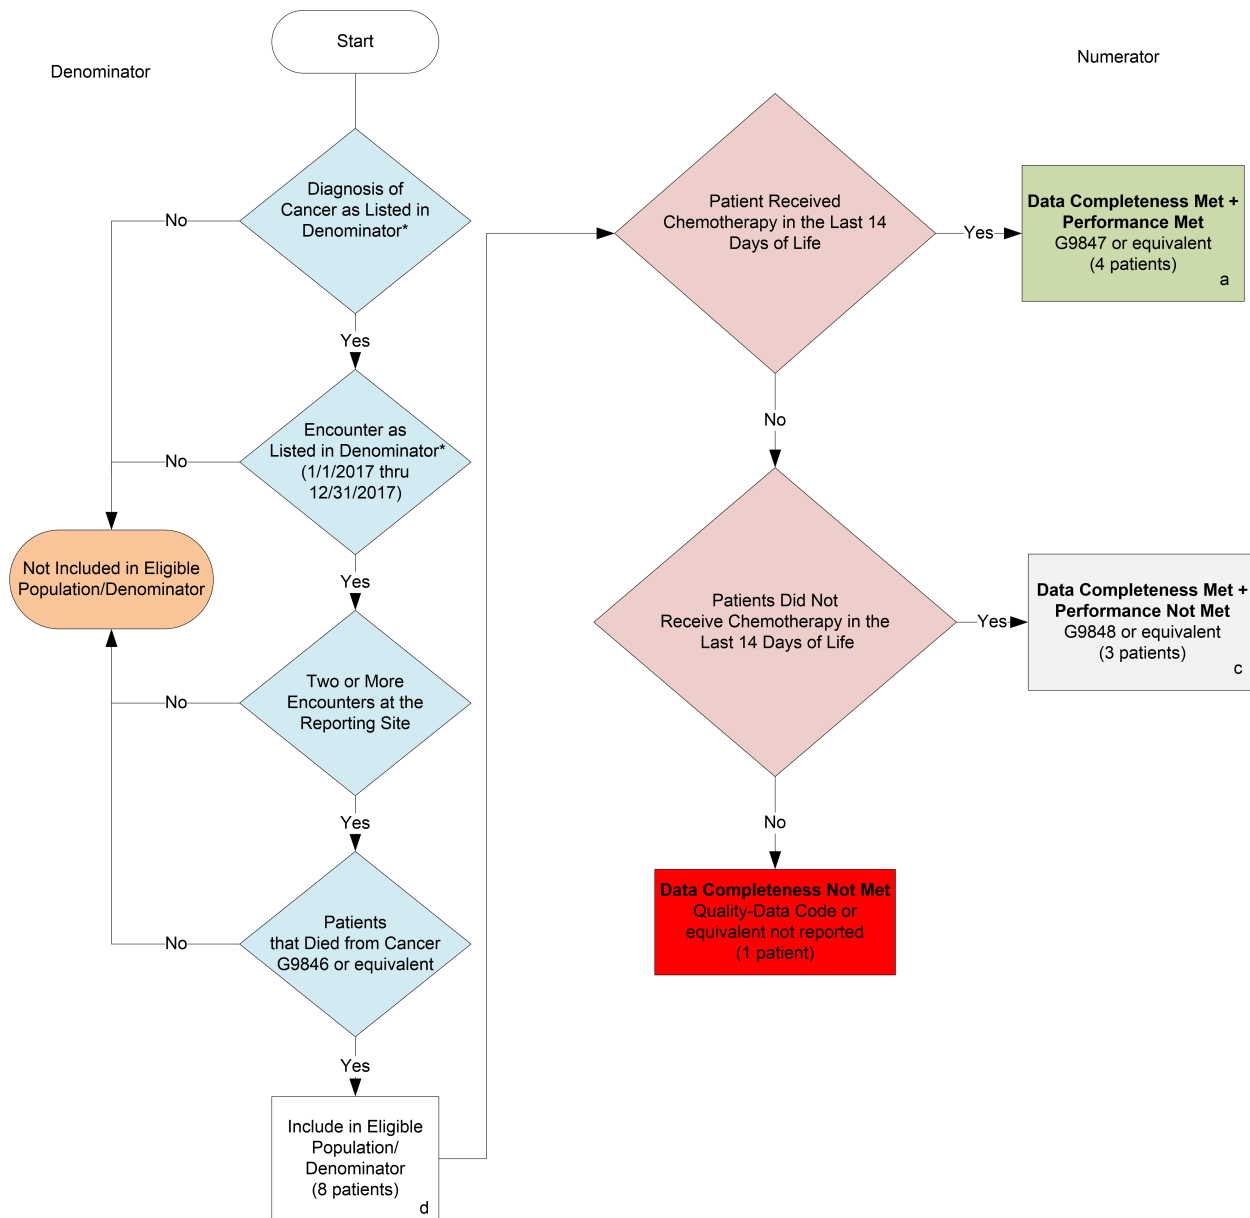 Start
Denominator
Numerator
Diagnosis of
Cancer as Listed in
Denominator*
No
Yes
Encounter as
Listed in Denominator*
(1/1/2017 thru
12/31/2017)
No
Yes
Not Included in Eligible
Population/Denominator
Two or More
Encounters at the
Reporting Site
No
Yes
Patients
that Died from Cancer
G9846 or equivalent
No
Yes
Include in Eligible
Population/
Denominator
(8 patients)
d
Patient Received
Chemotherapy in the Last 14
Days of Life
Yes
Data Completeness Met +
Performance Met
G9847 or equivalent
(4 patients)
a
No
Patients Did Not
Receive Chemotherapy in the
Last 14 Days of Life
Yes
Data Completeness Met +
Performance Not Met
G9848 or equivalent
(3 patients)
c
No
Data Completeness Not Met
Quality-Data Code or
equivalent not reported
(1 patient)